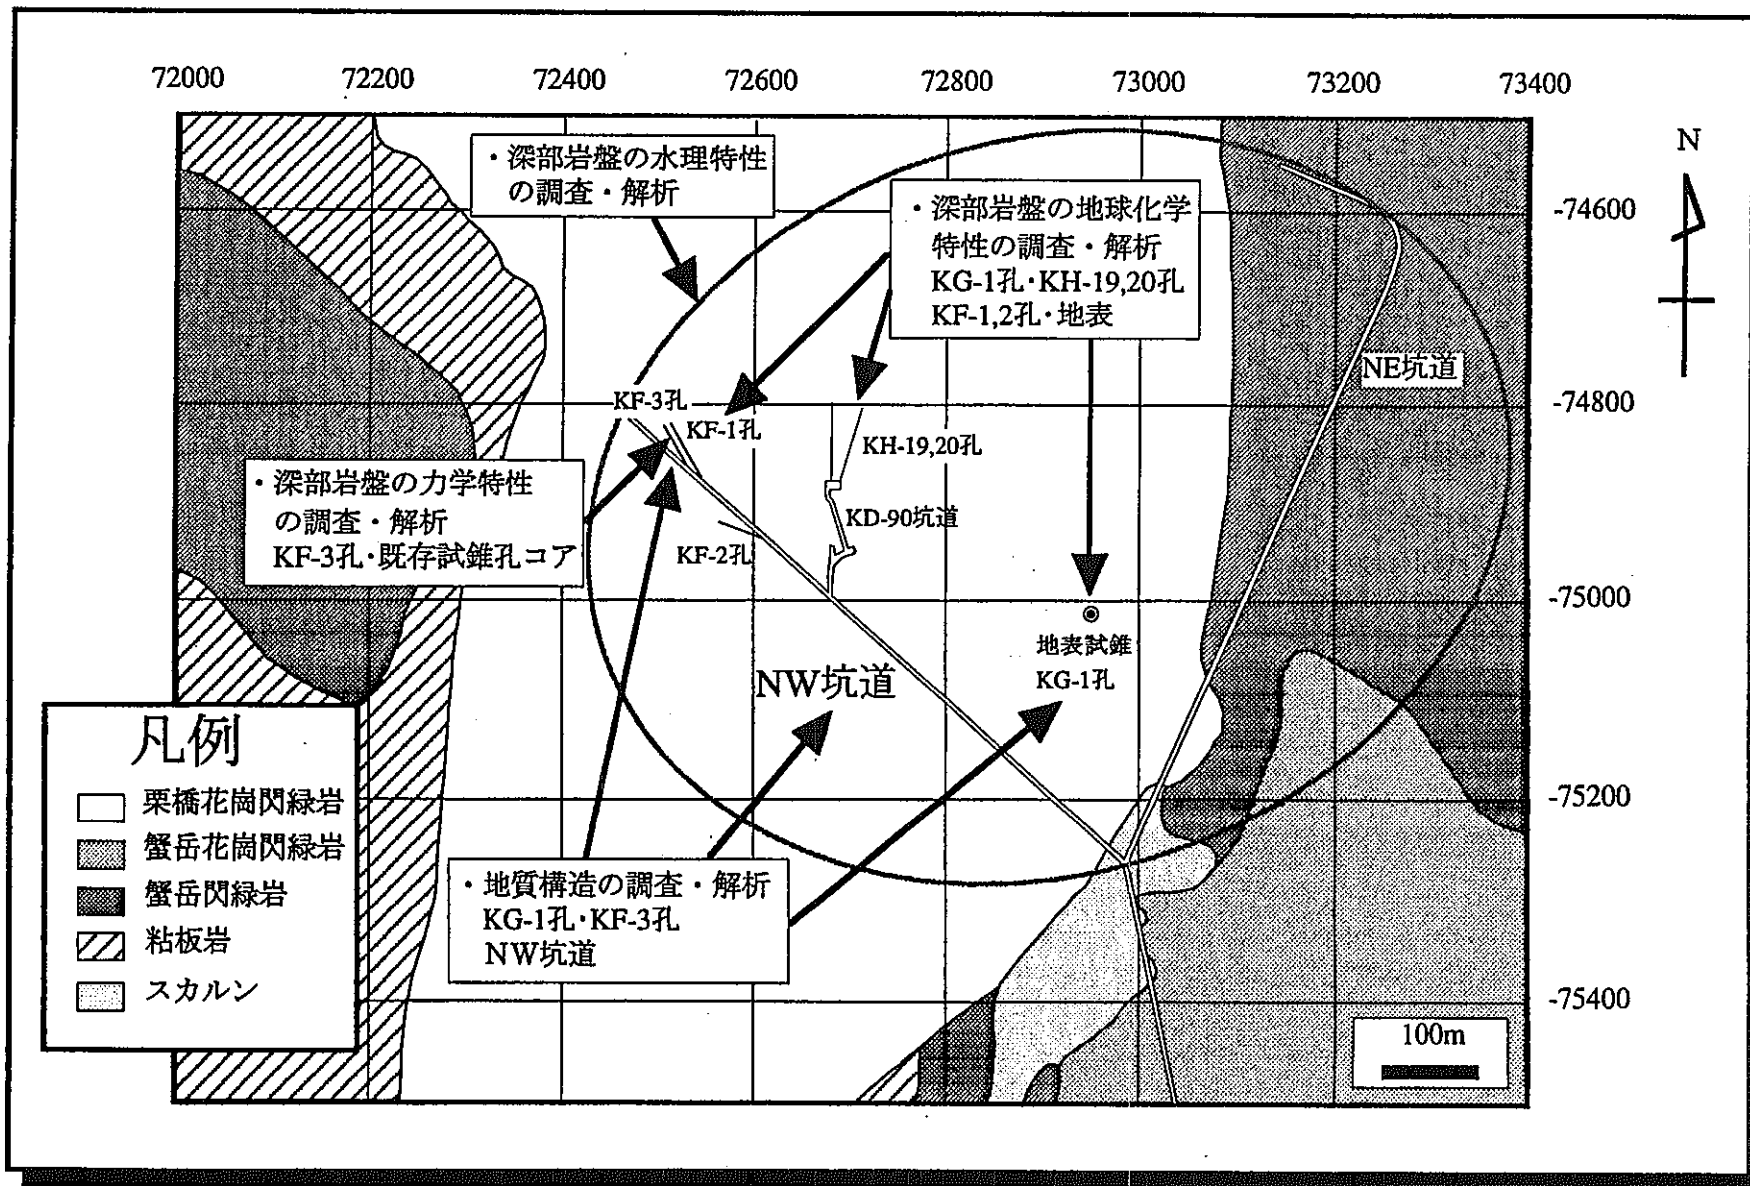 72000 72200 72400 72600 72800 73000 73200 73400
N
・深部岩盤の水理特性
の調査・解析
・深部岩盤の地球化学
特性の調査・解析
KG-1孔・KH-19,20孔
KF-1,2孔・地表
-74600
NE坑道
-74800
KF-3孔
KF-1孔
KH-19,20孔
・深部岩盤の力学特性
の調査・解析
KF-3孔・既存試錐孔コア
KD-90坑道
KF-2孔
-75000
地表試錐
KG-1孔
NW坑道
凡例
栗橋花崗閃緑岩
蟹岳花崗閃緑岩
蟹岳閃緑岩
粘板岩
スカルン
-75200
・地質構造の調査・解析
KG-1孔・KF-3孔
NW坑道
-75400
100m